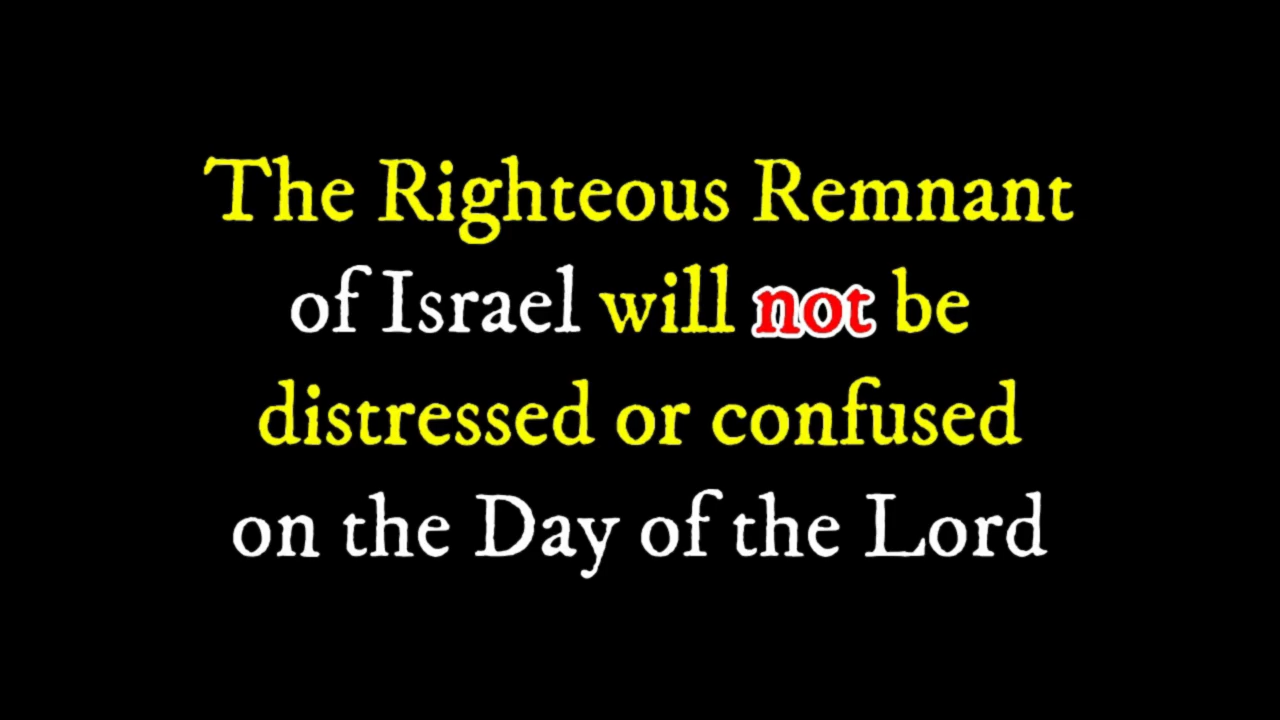 The Righteous Remnant
of Israel will not be
distressed or confused
on the Day of the Lord